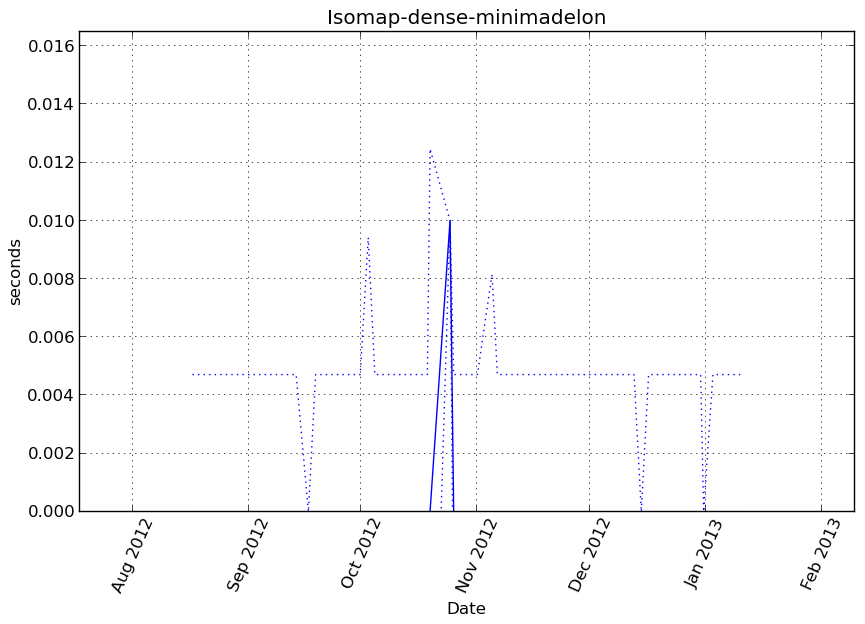 Isomap-dense-minimadelon
0.016
0.014
0.012
0.010
0.008
0.006
0.004
0.002
0.000
seconds
Aug 2012
Sep 2012
Oct 2012
Nov 2012
Dec 2012
Jan 2013
Feb 2013
Date